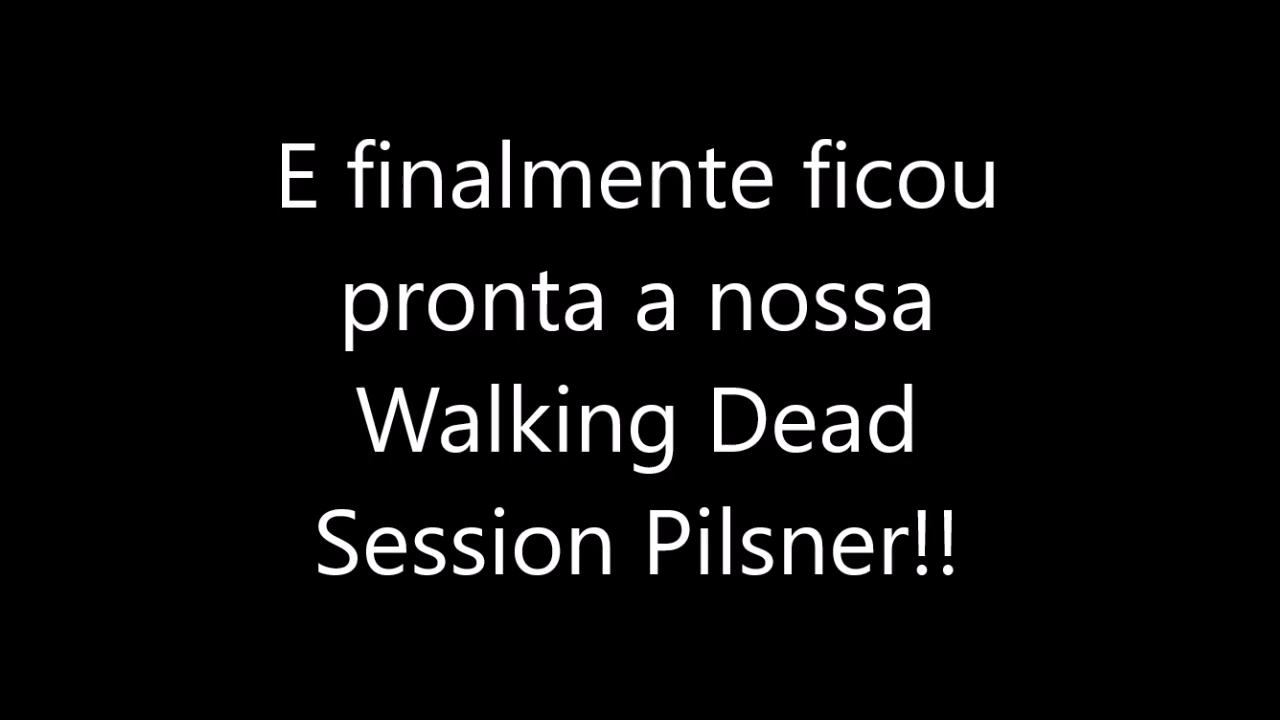 E finalmente ficou
pronta a nossa
Walking Dead
Session Pilsner!!